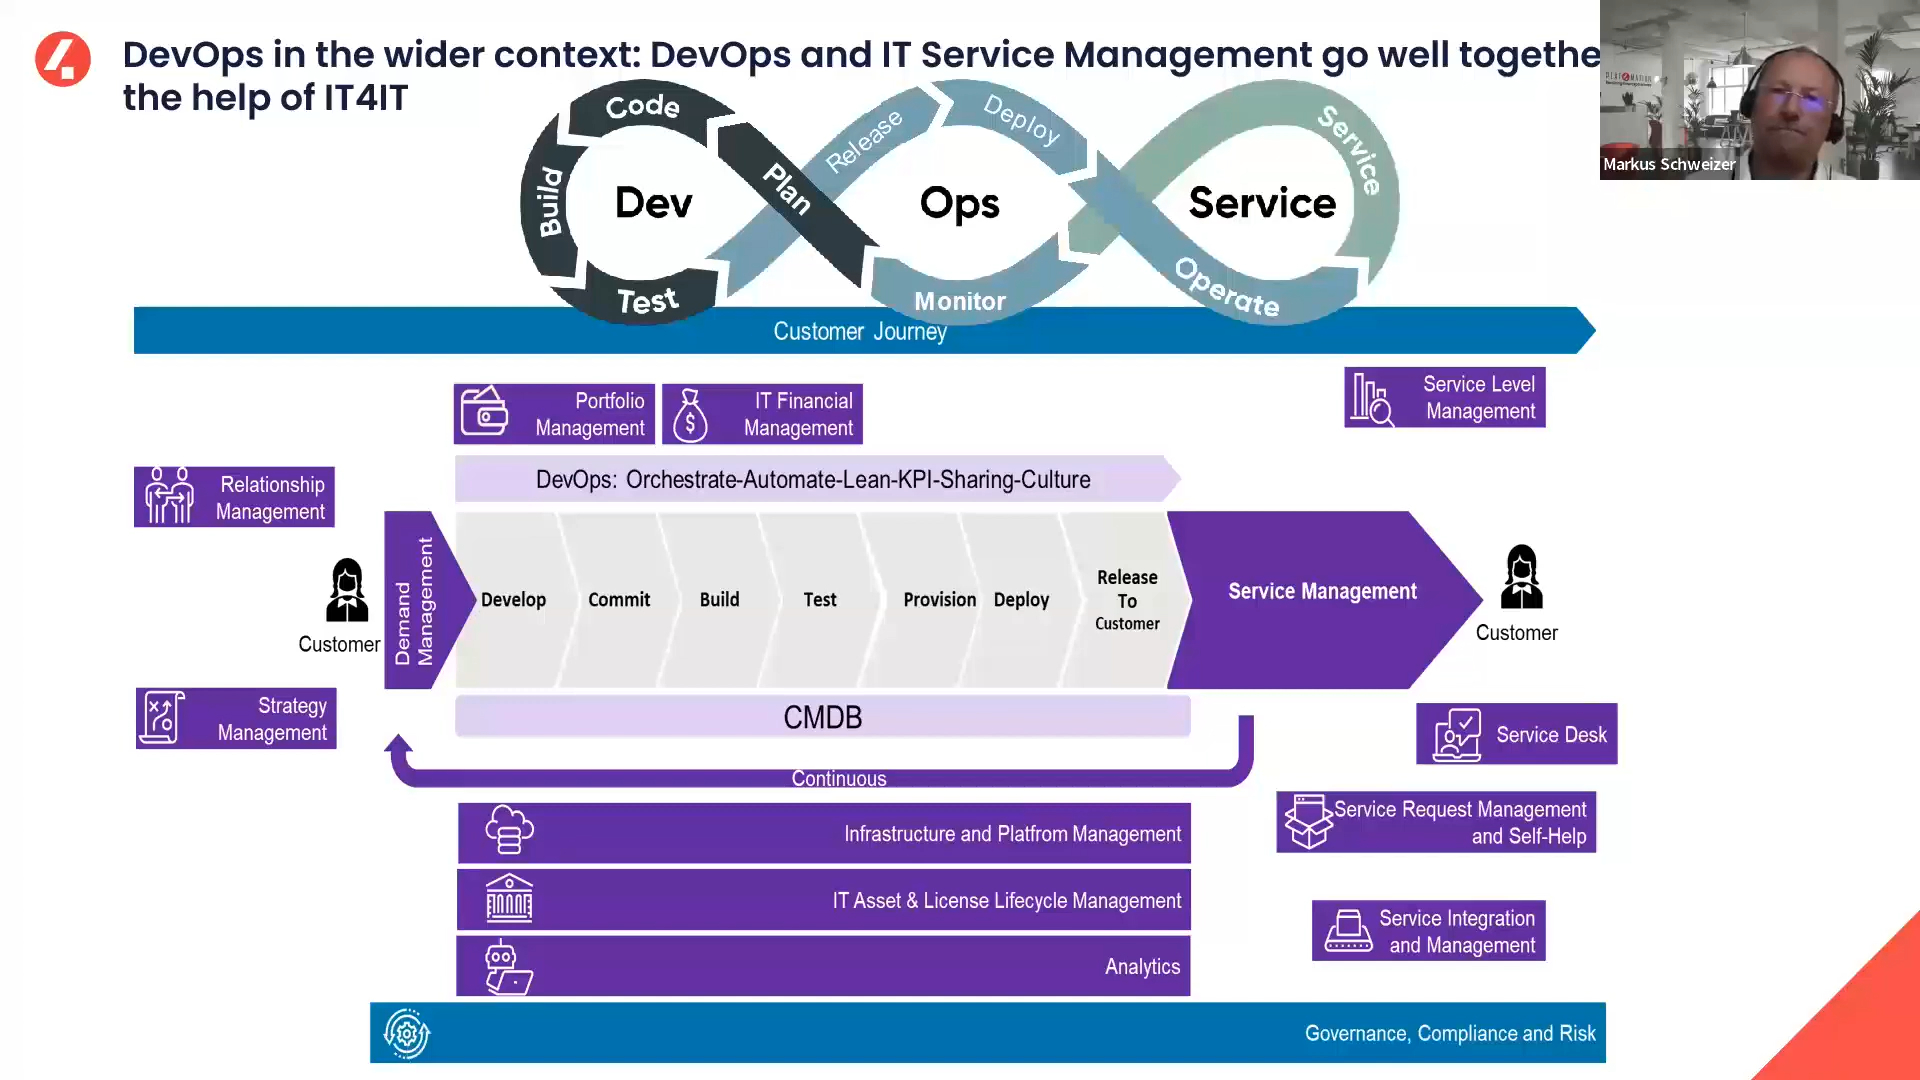 DevOps in the wider context: DevOps and IT Service Management go well togethe
the help of IT4IT
Markus Schweizer
Code
Plan
Build
Test
Dev
Release
Deploy
Ops
Monitor
Service
Service
Operate
Customer Journey
Portfolio
Management
IT Financial
Management
Service Level
Management
Relationship
Management
DevOps: Orchestrate-Automate-Lean-KPI-Sharing-Culture
Customer
Demand
Management
Develop
Commit
Build
Test
Provision
Deploy
Release
To
Customer
Service Management
Customer
Strategy
Management
CMDB
Continuous
Service Desk
Infrastructure and Platfrom Management
Service Request Management
and Self-Help
IT Asset & License Lifecycle Management
Service Integration
and Management
Analytics
Governance, Compliance and Risk